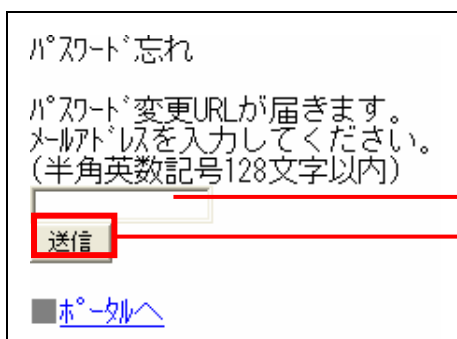 ﾊﾟｽﾜｰﾄﾞ忘れ
ﾊﾟｽﾜｰﾄﾞ変更URLが届きます。
ﾒｰﾙｱﾄﾞﾚｽを入力してください。
(半角英数記号128文字以内)
送信
■ﾎﾟｰﾀﾙへ